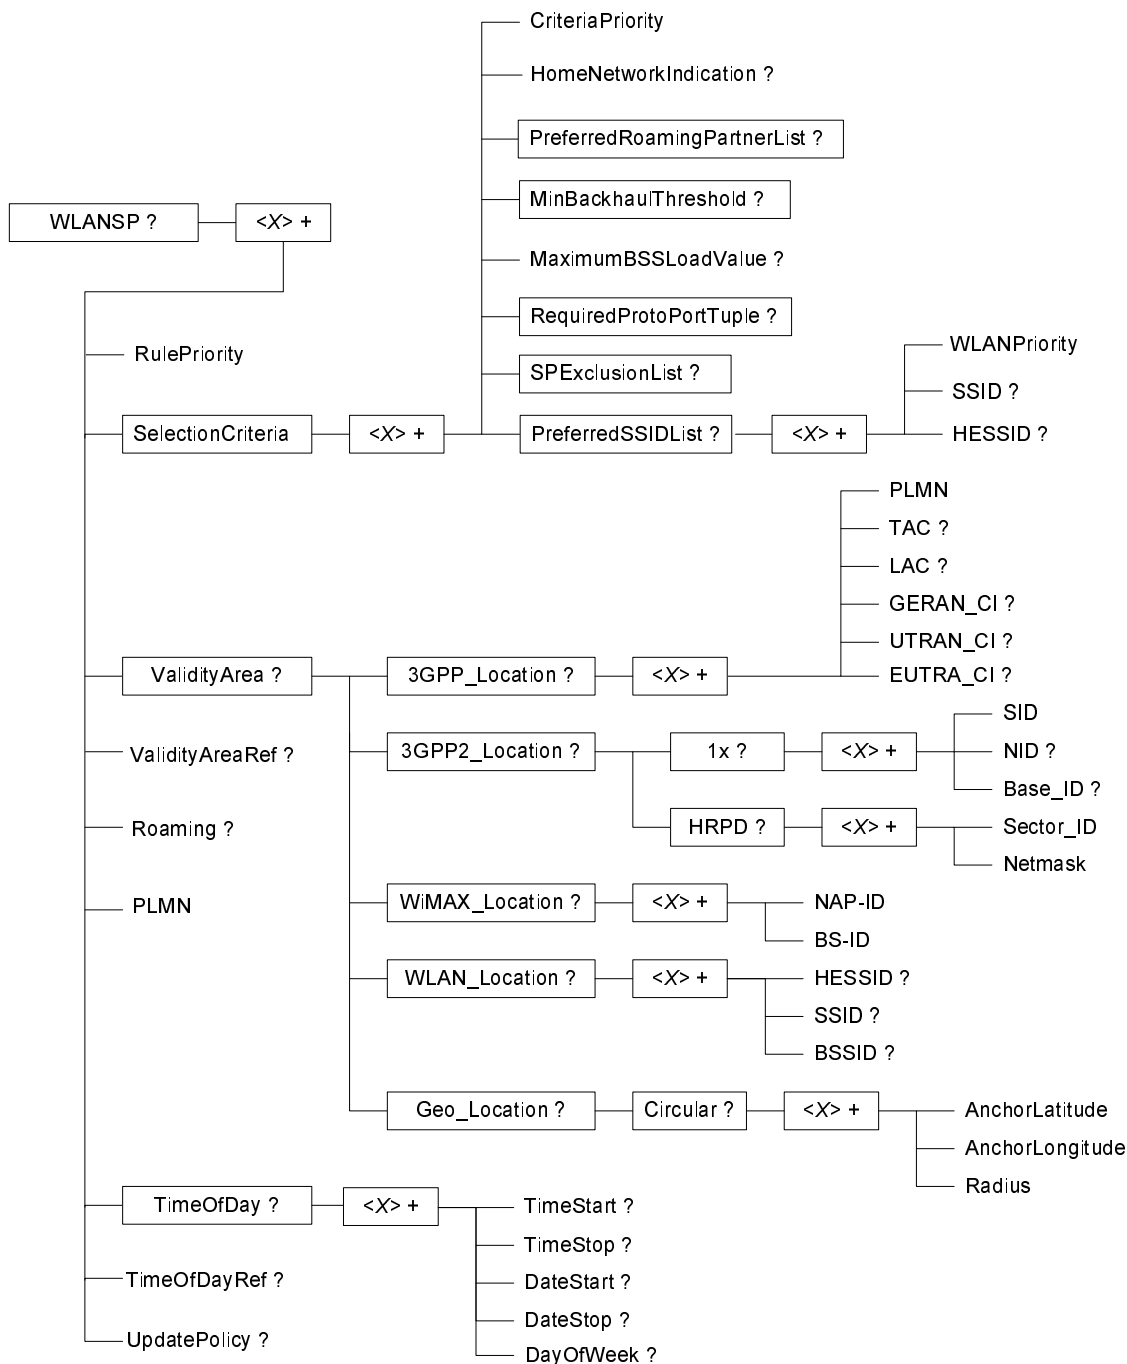 CriteriaPriority
HomeNetworkIndication ?
PreferredRoamingPartnerList ?
MinBackhaulThreshold ?
WLANSP ? <X> +
MaximumBSSLoadValue ?
RequiredProtoPortTuple ?
RulePriority
SPExclusionList ?
WLANPriority
SSID ?
SelectionCriteria <X> + PreferredSSIDList ? <X> + HESSID ?
PLMN
TAC ?
LAC ?
GERAN_CI ?
UTRAN_CI ?
ValidityArea ? 3GPP_Location ? <X> + EUTRA_CI ?
SID
ValidityAreaRef ? 3GPP2_Location ? 1x ? <X> + NID ?
Base_ID ?
Roaming ? HRPD ? <X> + Sector_ID
Netmask
PLMN WiMAX_Location ? <X> + NAP-ID
BS-ID
WLAN_Location ? <X> + HESSID ?
SSID ?
BSSID ?
Geo_Location ? Circular ? <X> + AnchorLatitude
AnchorLongitude
Radius
TimeOfDay ? <X> + TimeStart ?
TimeStop ?
TimeOfDayRef ? DateStart ?
DateStop ?
UpdatePolicy ? DayOfWeek ?